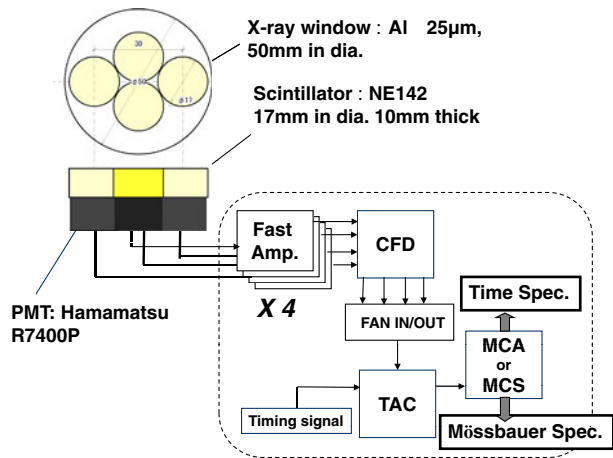 X-ray window : Al 25μm,
50mm in dia.
30
φ50
φ17
Scintillator : NE142
17mm in dia. 10mm thick
Fast
Amp.
CFD
X 4
PMT: Hamamatsu
R7400P
Time Spec.
FAN IN/OUT
MCA
or
MCS
TAC
Timing signal
Mössbauer Spec.